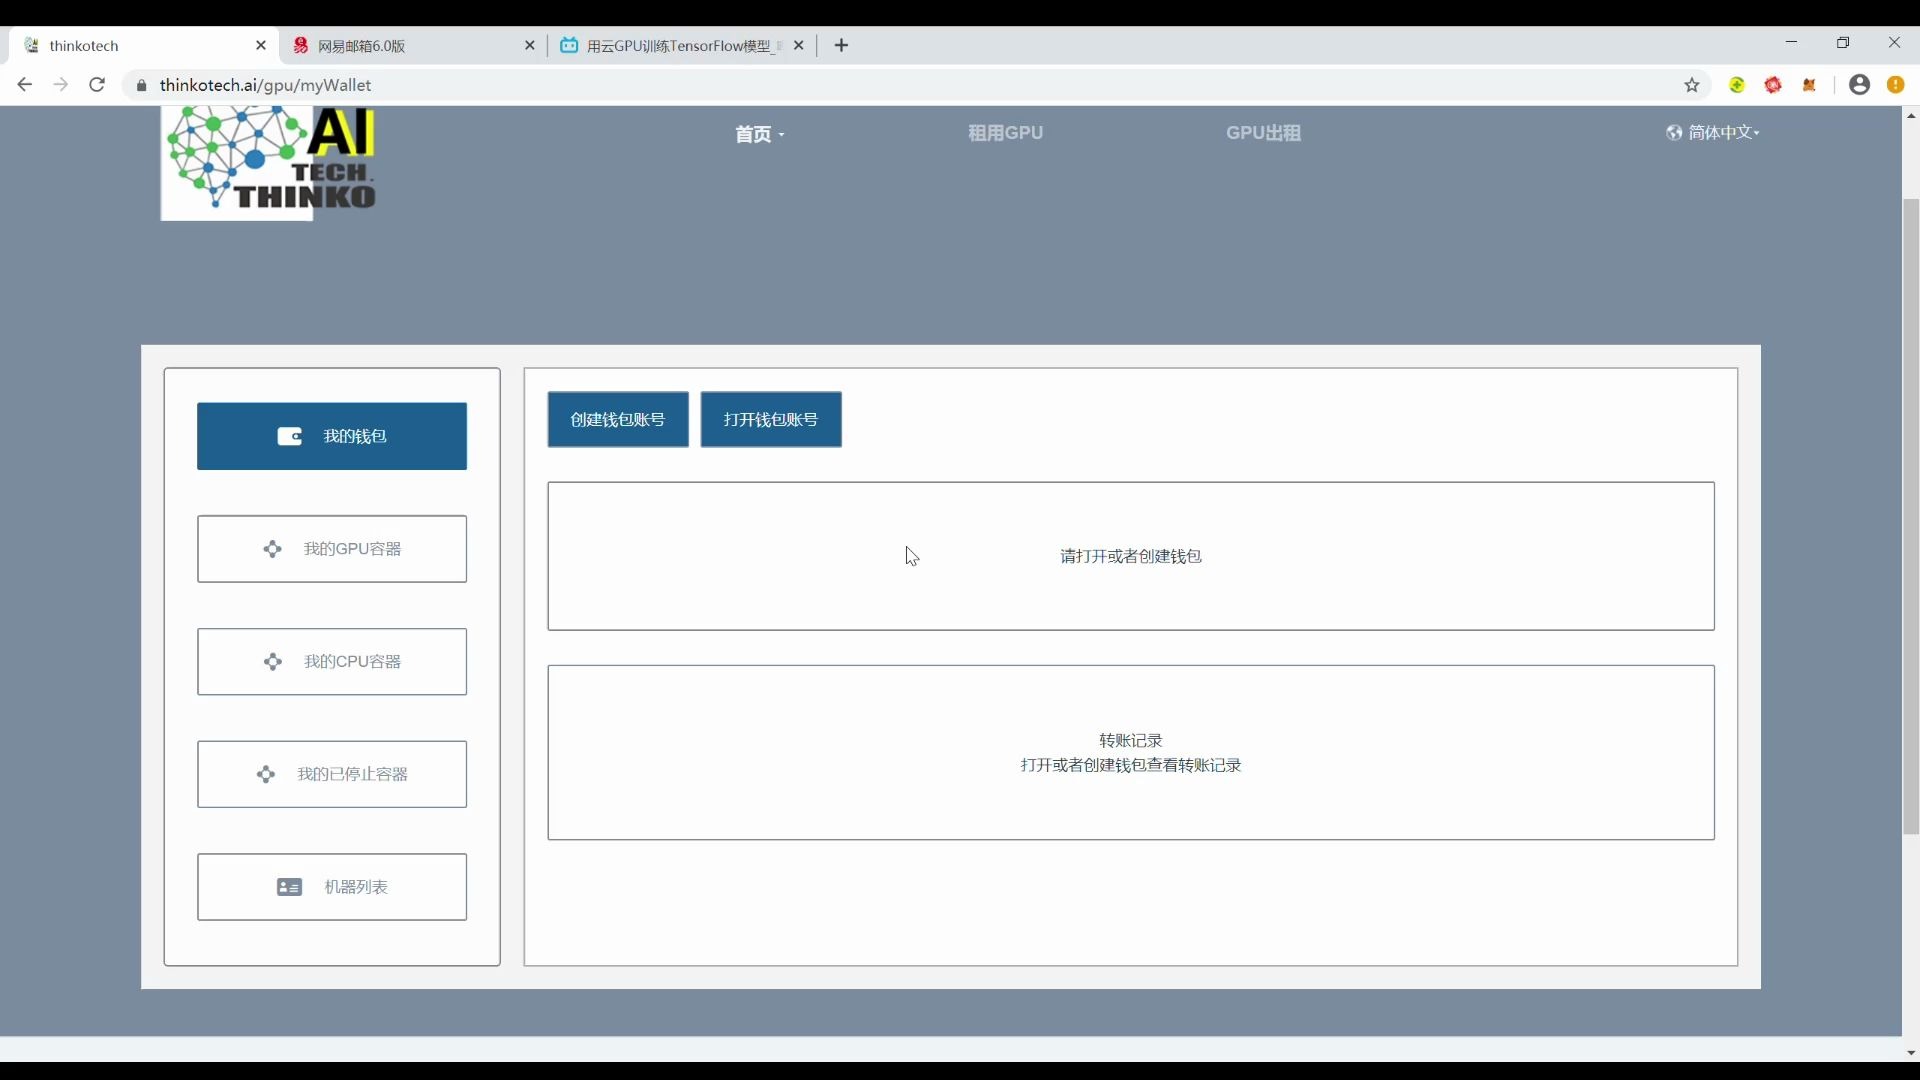 thinkotech
网易邮箱6.0版
用云GPU训练TensorFlow模型_
thinkotech.ai/gpu/myWallet
AI
TECH.
THINKO
首页
租用GPU
GPU出租
简体中文
我的钱包
我的GPU容器
我的CPU容器
我的已停止容器
机器列表
创建钱包账号
打开钱包账号
请打开或者创建钱包
转账记录
打开或者创建钱包查看转账记录